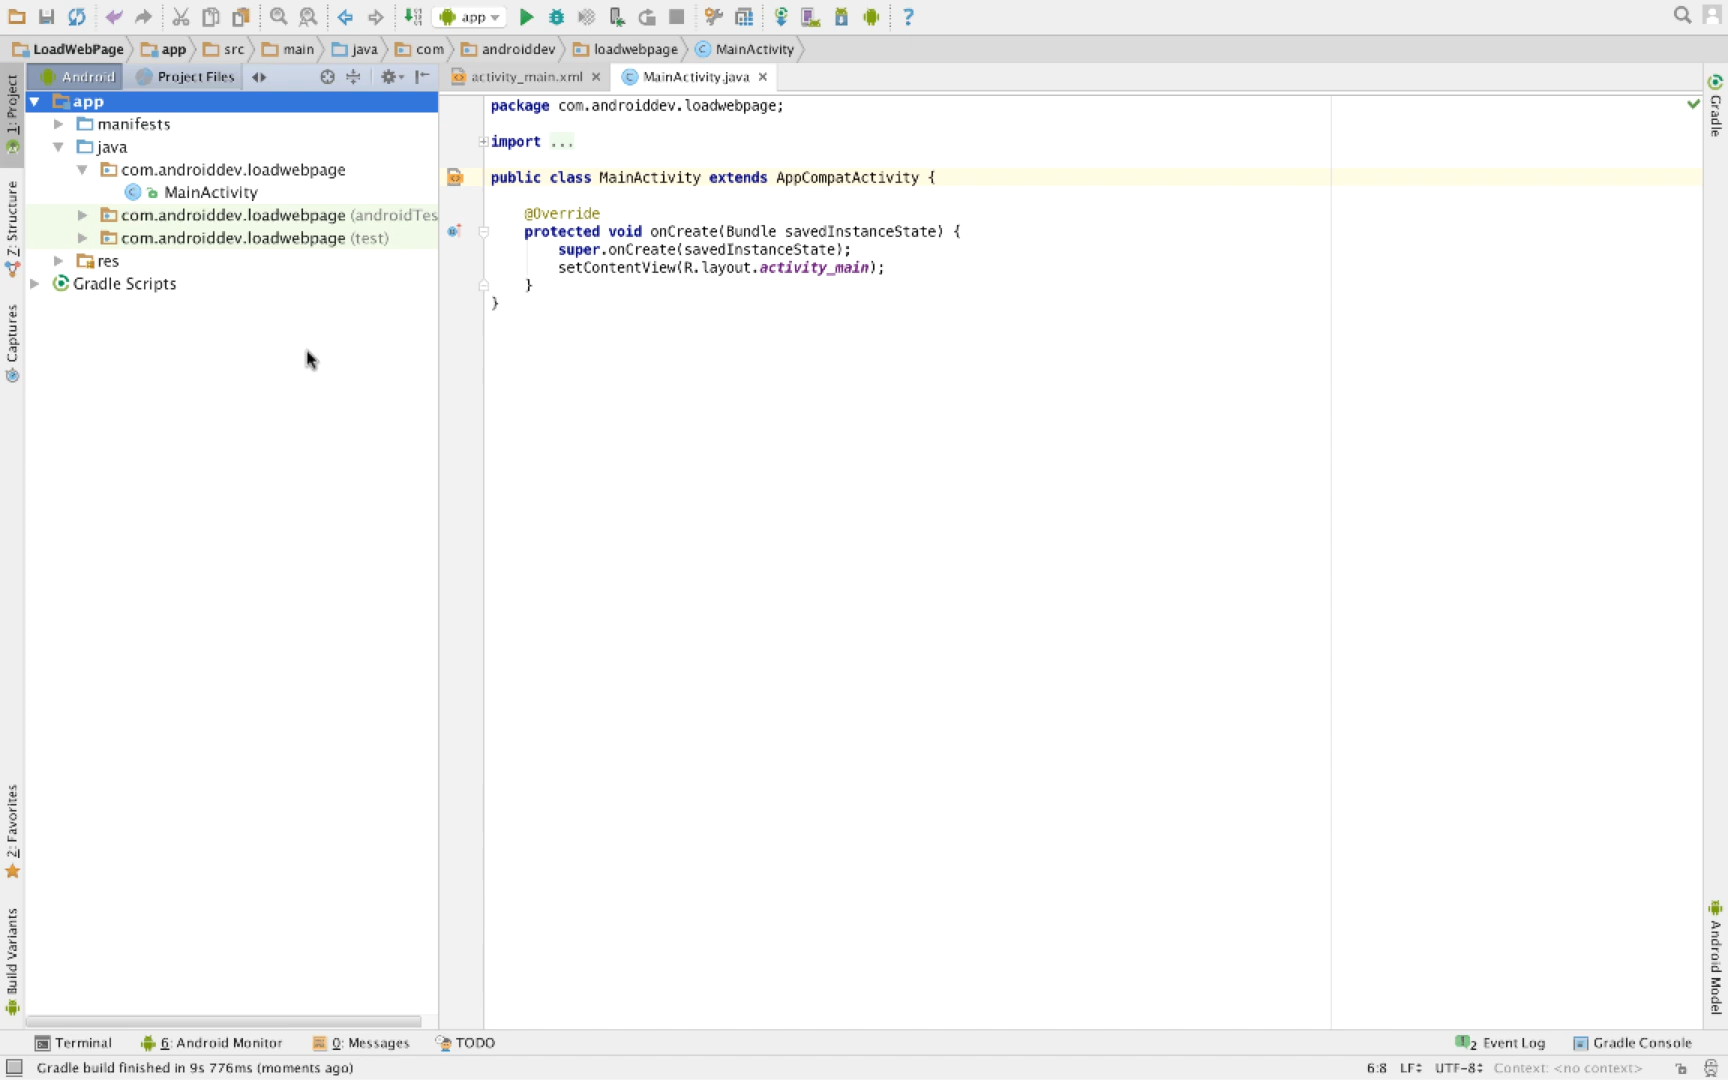 app
?
LoadWebPage app src main java com androiddev loadwebpage MainActivity
Android Project Files activity_main.xml MainActivity.java
1: Project
Z: Structure
Captures
2: Favorites
Build Variants
app
manifests
java
com.androiddev.loadwebpage
MainActivity
com.androiddev.loadwebpage (androidTes
com.androiddev.loadwebpage (test)
res
Gradle Scripts
package com.androiddev.loadwebpage;
import ...
public class MainActivity extends AppCompatActivity {
@Override
protected void onCreate(Bundle savedInstanceState) {
super.onCreate(savedInstanceState);
setContentView(R.layout.activity_main);
}
}
Gradle
Android Model
Terminal 6: Android Monitor 0: Messages TODO 2 Event Log Gradle Console
Gradle build finished in 9s 776ms (moments ago) 6:8 LF UTF-8 Context: <no context>